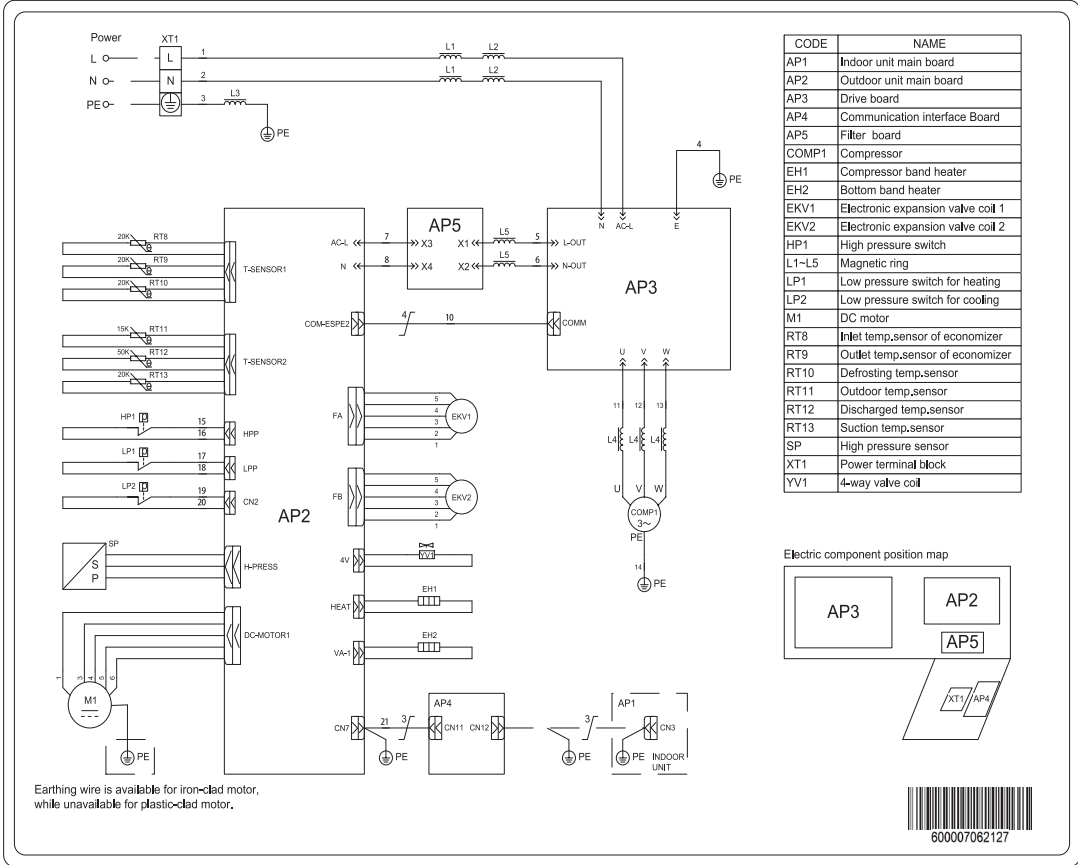 Power XT1
L L 1 L1 L2
N N 2 L1 L2
PE 3 L3
PE
4
PE
N AC-L E
AP5
AC-L 7 X3 X1 L5 5 L-OUT
N 8 X4 X2 L5 6 N-OUT
AP3
COM-ESPE2 4 10 COMM
U V W
11 12 13
L4 L4 L4
U V W
COMP1
3~
PE
14
PE
20K RT8
20K RT9
20K RT10
T-SENSOR1
15K RT11
50K RT12
20K RT13
T-SENSOR2
HP1 P 15
16 HPP
LP1 P 17
18 LPP
LP2 P 19
20 CN2
AP2
SP
S
P
H-PRESS
DC-MOTOR1
1 3 4 5 6
M1
PE
FA
5
4
3
2
1
EKV1
FB
5
4
3
2
1
EKV2
4V YV1
HEAT EH1
VA-1 EH2
CN7 21 3
PE
AP4
CN11 CN12
3
PE
AP1
CN3
PE INDOOR
UNIT
Earthing wire is available for iron-clad motor,
while unavailable for plastic-clad motor.
CODE NAME
AP1 Indoor unit main board
AP2 Outdoor unit main board
AP3 Drive board
AP4 Communication interface Board
AP5 Filter board
COMP1 Compressor
EH1 Compressor band heater
EH2 Bottom band heater
EKV1 Electronic expansion valve coil 1
EKV2 Electronic expansion valve coil 2
HP1 High pressure switch
L1~L5 Magnetic ring
LP1 Low pressure switch for heating
LP2 Low pressure switch for cooling
M1 DC motor
RT8 Inlet temp.sensor of economizer
RT9 Outlet temp.sensor of economizer
RT10 Defrosting temp.sensor
RT11 Outdoor temp.sensor
RT12 Discharged temp.sensor
RT13 Suction temp.sensor
SP High pressure sensor
XT1 Power terminal block
YV1 4-way valve coil
Electric component position map
AP3
AP2
AP5
XT1 AP4
600007062127